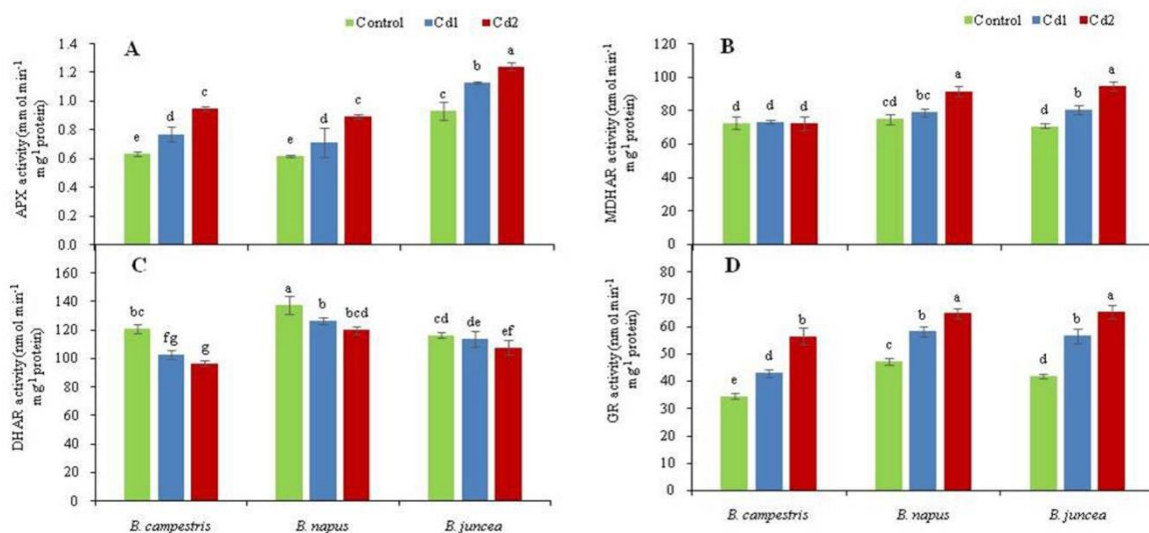 Control Cd1 Cd2
A
APX activity (mmol min-1
mg-1 protein)
1.4
1.2
1.0
0.8
0.6
0.4
0.2
0.0
e d c
e d c
c b a
Control Cd1 Cd2
B
MDHAR activity (nmol min-1
mg-1 protein)
120
100
80
60
40
20
0
d d d
cd bc a
d b a
C
DHAR activity (nmol min-1
mg-1 protein)
160
140
120
100
80
60
40
20
0
bc fg g
a b bcd
cd de ef
B. campestris B. napus B. juncea
D
GR activity (nmol min-1
mg-1 protein)
80
70
60
50
40
30
20
10
0
e d b
c b a
d b a
B. campestris B. napus B. juncea